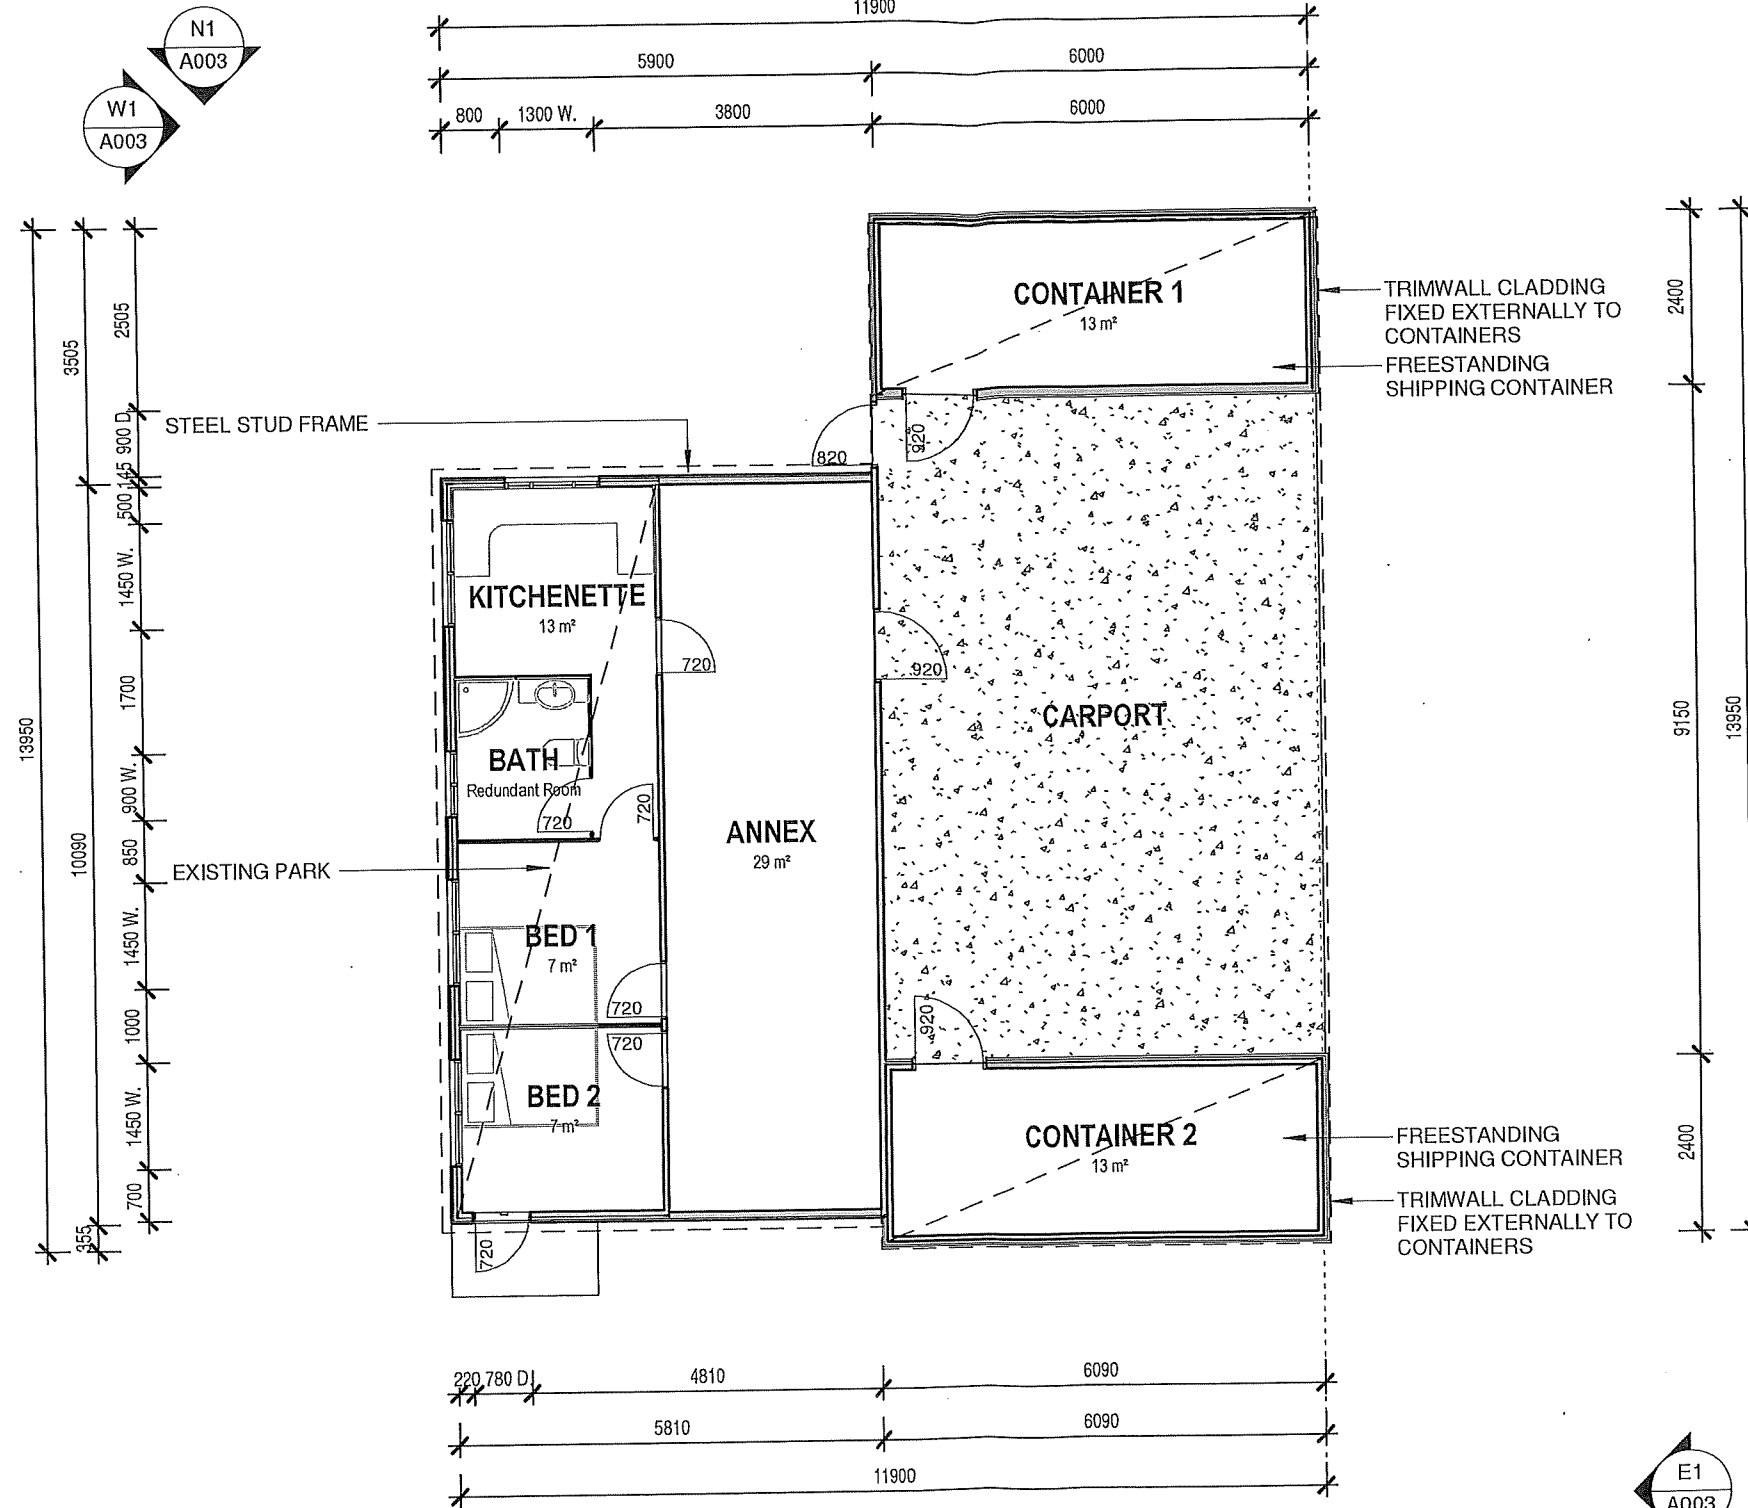 11900
N1
A003
5900
6000
W1
A003
800
1300 W.
3800
6000
CONTAINER 1
13 m²
TRIMWALL CLADDING
FIXED EXTERNALLY TO
CONTAINERS
FREESTANDING
SHIPPING CONTAINER
2400
2505
3505
900 D.
145
500
STEEL STUD FRAME
820
920
1450 W.
KITCHENETTE
13 m²
720
920
1700
13950
CARPORT
9150
13950
BATH
Redundant Room
720
720
900 W.
ANNEX
29 m²
850
10090
EXISTING PARK
1450 W.
BED 1
7 m²
720
720
1000
920
BED 2
7 m²
1450 W.
CONTAINER 2
13 m²
FREESTANDING
SHIPPING CONTAINER
2400
TRIMWALL CLADDING
FIXED EXTERNALLY TO
CONTAINERS
700
355
720
220
780 D.
4810
6090
5810
6090
11900
E1
A003